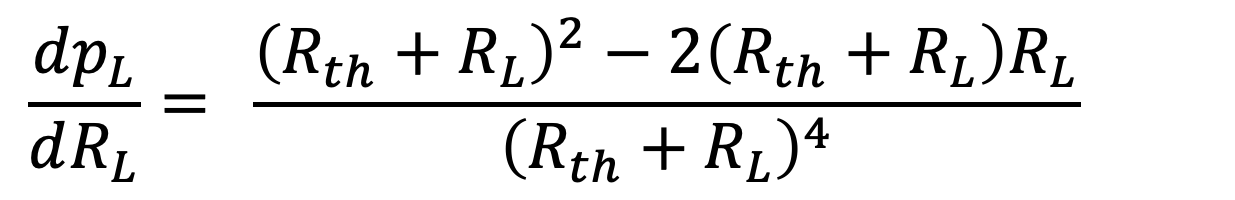 dp_L/dR_L = ((R_th + R_L)² − 2(R_th + R_L)R_L)/(R_th + R_L)⁴